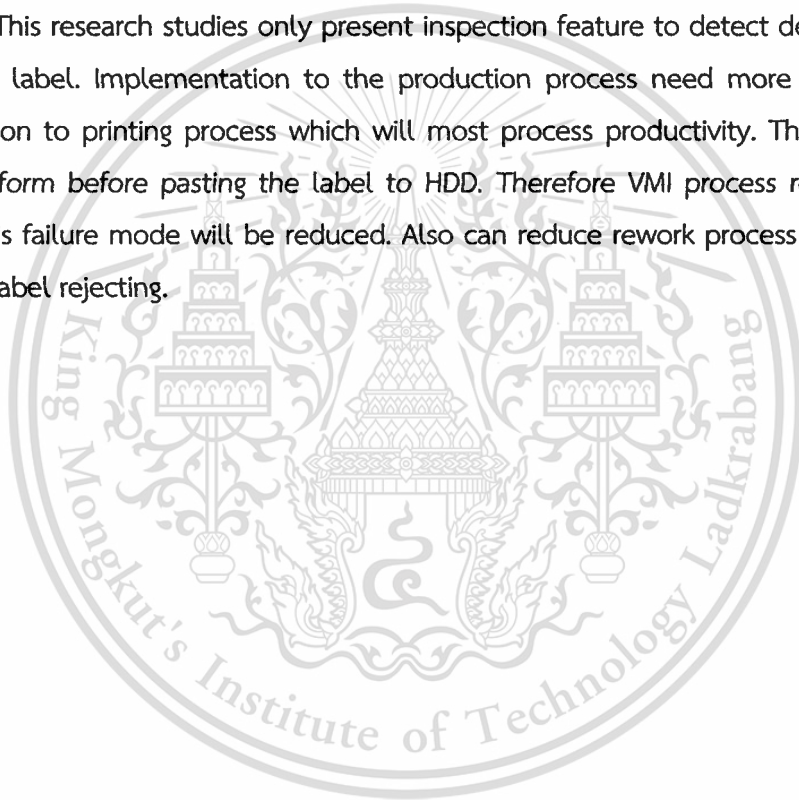 This research studies only present inspection feature to detect de
label. Implementation to the production process need more
on to printing process which will most process productivity. Th
form before pasting the label to HDD. Therefore VMI process r
s failure mode will be reduced. Also can reduce rework process
abel rejecting.
King Mongkut's Institute of Technology Ladkrabang